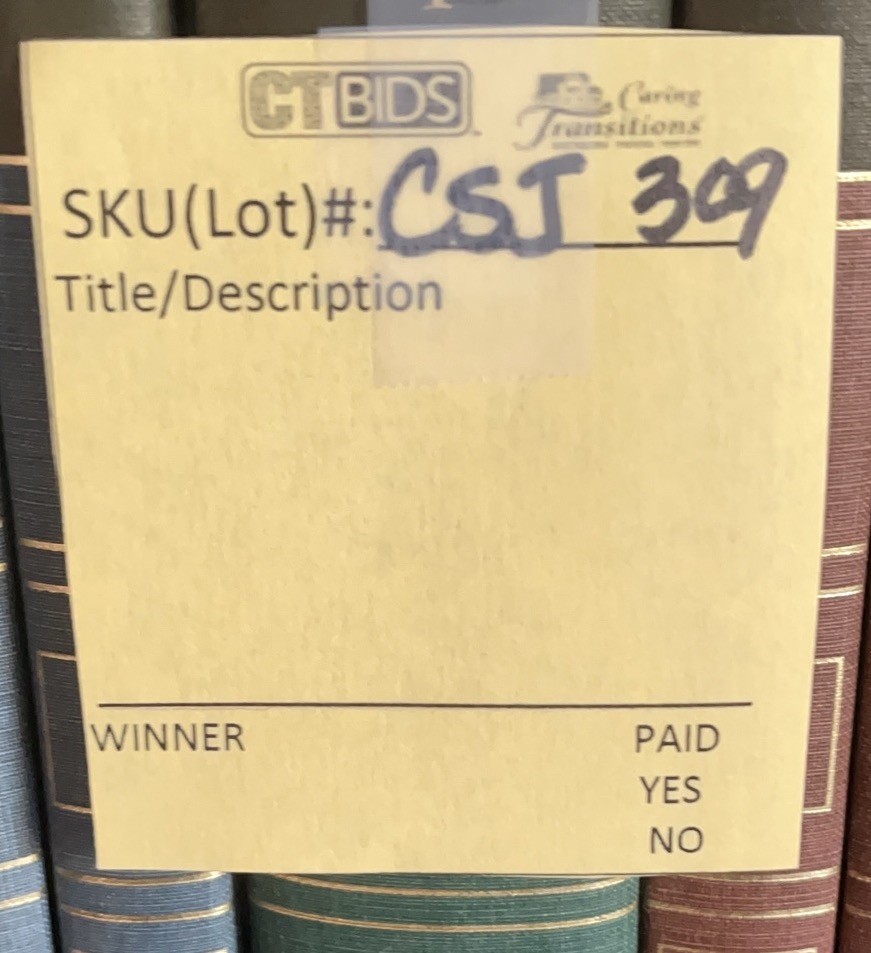 CTBIDS
Caring
Transitions
SKU(Lot)#: CSJ 309
Title/Description
WINNER PAID
YES
NO